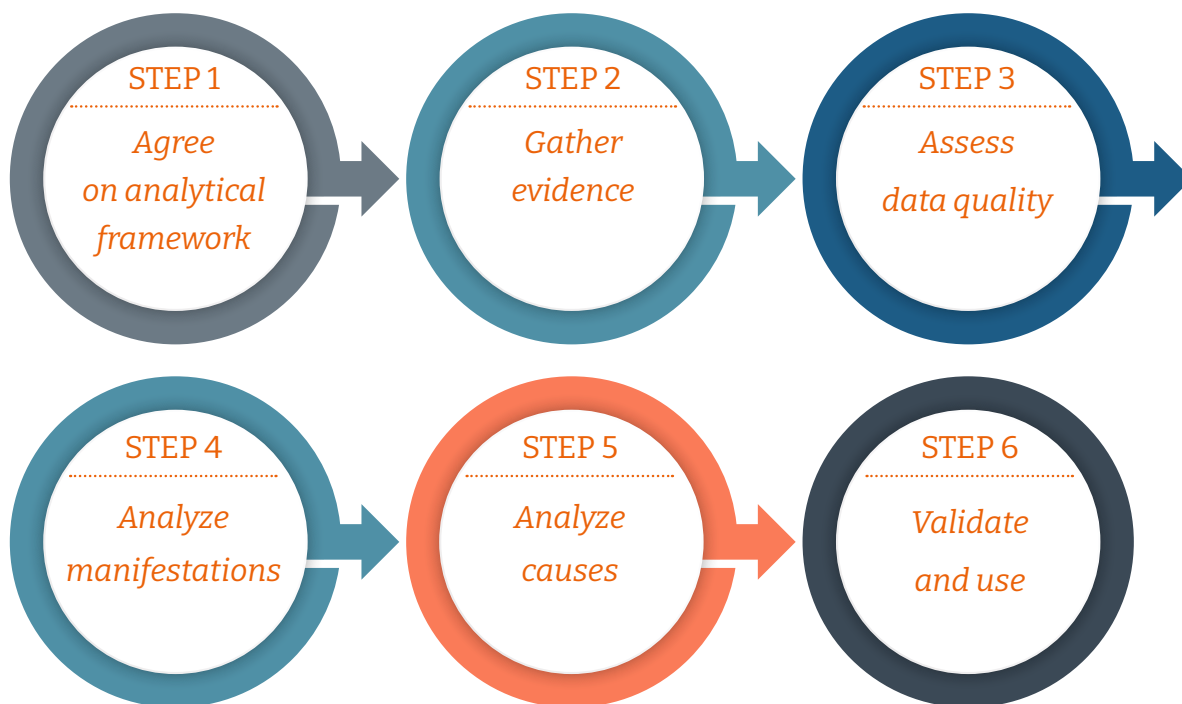 STEP 1
Agree
on analytical
framework
STEP 2
Gather
evidence
STEP 3
Assess
data quality
STEP 4
Analyze
manifestations
STEP 5
Analyze
causes
STEP 6
Validate
and use